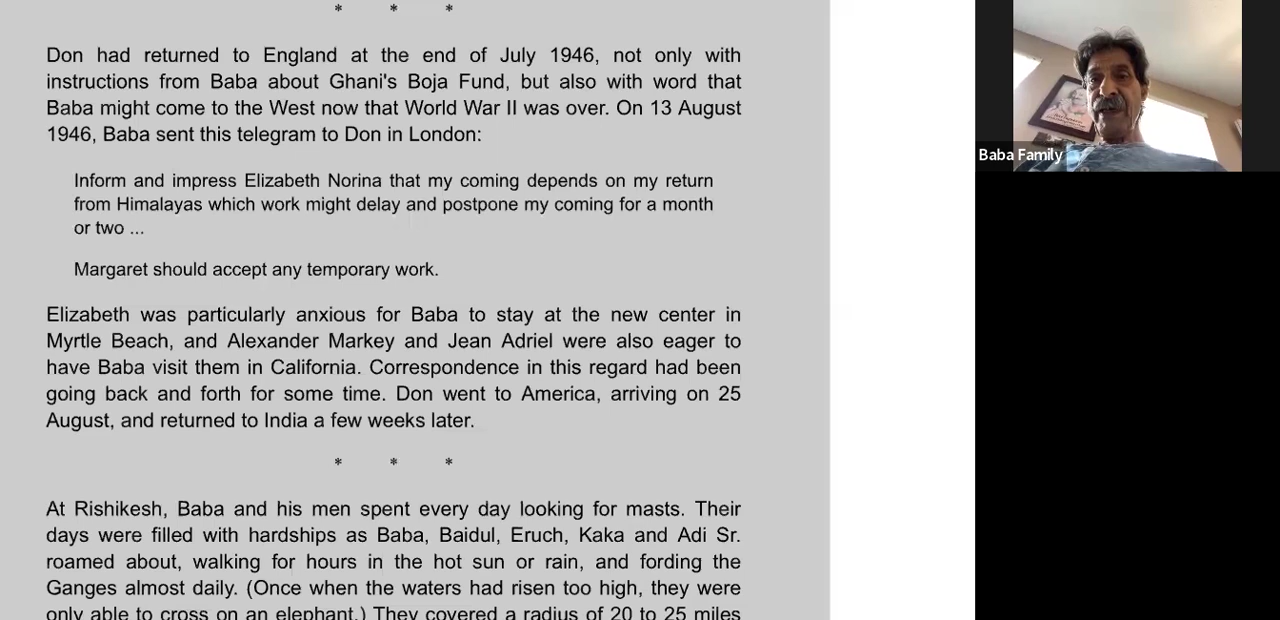 * * *
Don had returned to England at the end of July 1946, not only with
instructions from Baba about Ghani's Boja Fund, but also with word that
Baba might come to the West now that World War II was over. On 13 August
1946, Baba sent this telegram to Don in London:
Inform and impress Elizabeth Norina that my coming depends on my return
from Himalayas which work might delay and postpone my coming for a month
or two ...
Margaret should accept any temporary work.
Elizabeth was particularly anxious for Baba to stay at the new center in
Myrtle Beach, and Alexander Markey and Jean Adriel were also eager to
have Baba visit them in California. Correspondence in this regard had been
going back and forth for some time. Don went to America, arriving on 25
August, and returned to India a few weeks later.
* * *
At Rishikesh, Baba and his men spent every day looking for masts. Their
days were filled with hardships as Baba, Baidul, Eruch, Kaka and Adi Sr.
roamed about, walking for hours in the hot sun or rain, and fording the
Ganges almost daily. (Once when the waters had risen too high, they were
only able to cross on an elephant.) They covered a radius of 20 to 25 miles
Baba Family